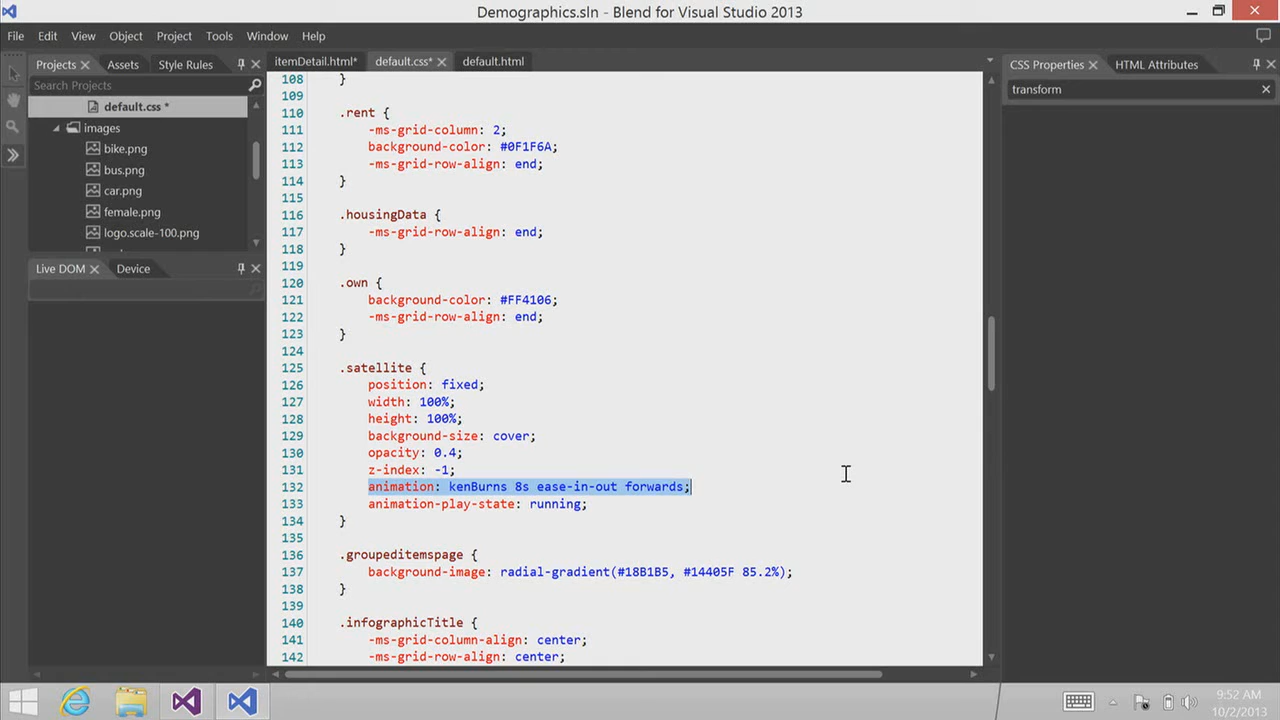 Demographics.sln - Blend for Visual Studio 2013
File Edit View Object Project Tools Window Help
Projects Assets Style Rules
Search Projects
default.css *
images
bike.png
bus.png
car.png
female.png
logo.scale-100.png
Live DOM Device
itemDetail.html* default.css* default.html
108 }
109
110 .rent {
111 -ms-grid-column: 2;
112 background-color: #0F1F6A;
113 -ms-grid-row-align: end;
114 }
115
116 .housingData {
117 -ms-grid-row-align: end;
118 }
119
120 .own {
121 background-color: #FF4106;
122 -ms-grid-row-align: end;
123 }
124
125 .satellite {
126 position: fixed;
127 width: 100%;
128 height: 100%;
129 background-size: cover;
130 opacity: 0.4;
131 z-index: -1;
132 animation: kenBurns 8s ease-in-out forwards;
133 animation-play-state: running;
134 }
135
136 .groupeditemspage {
137 background-image: radial-gradient(#18B1B5, #14405F 85.2%);
138 }
139
140 .infographicTitle {
141 -ms-grid-column-align: center;
142 -ms-grid-row-align: center;
CSS Properties HTML Attributes
transform
9:52 AM
10/2/2013